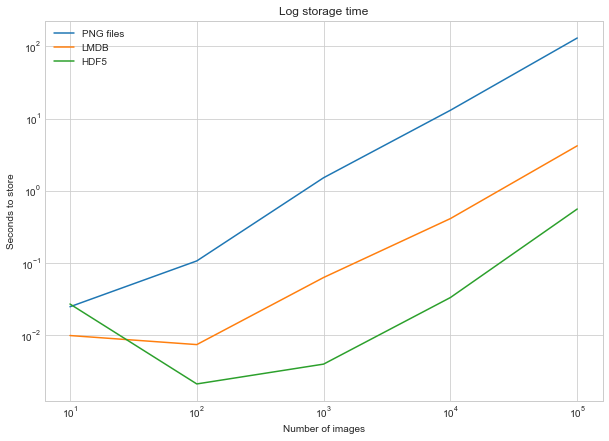 Log storage time
PNG files
LMDB
HDF5
Seconds to store
10²
10¹
10⁰
10⁻¹
10⁻²
10¹
10²
10³
10⁴
10⁵
Number of images